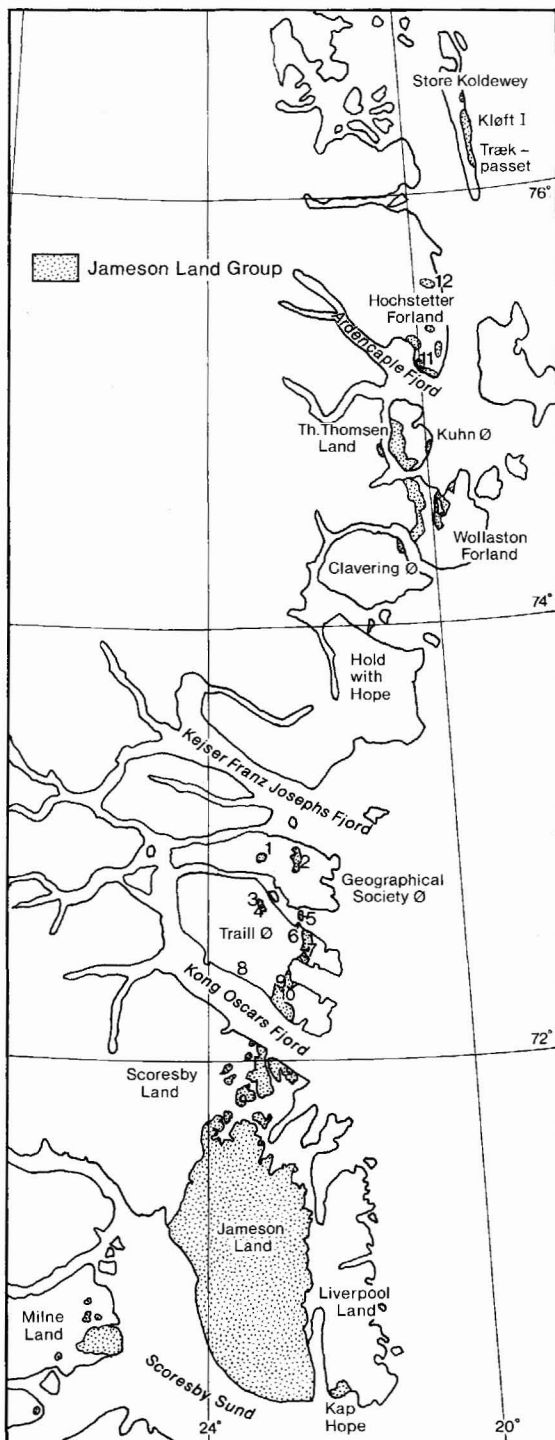 Store Koldewey
Kløft I
Træk-
passet
76°
Jameson Land Group
12
Hochstetter
Forland
Ardencaple Fjord
11
Th. Thomsen
Land
Kuhn Ø
Wollaston
Forland
Clavering Ø
74°
Hold
with
Hope
Kejser Franz Josephs Fjord
1
2
Geographical
Society Ø
3
4
5
Traill Ø
6
7
8
9
10
Kong Oscars Fjord
72°
Scoresby
Land
Jameson
Land
Liverpool
Land
Milne
Land
Scoresby Sund
Kap
Hope
24°
20°